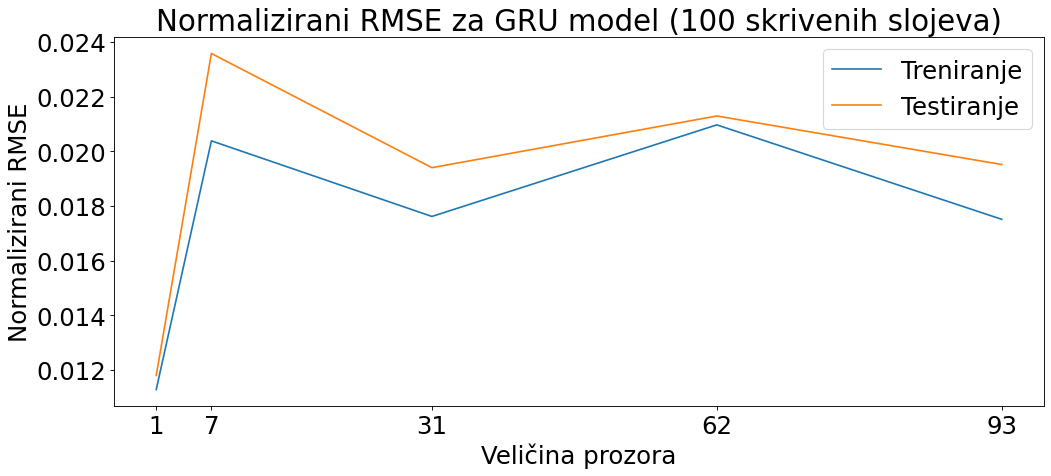 Normalizirani RMSE za GRU model (100 skrivenih slojeva)
Treniranje
Testiranje
Normalizirani RMSE
0.024
0.022
0.020
0.018
0.016
0.014
0.012
1 7 31 62 93
Veličina prozora